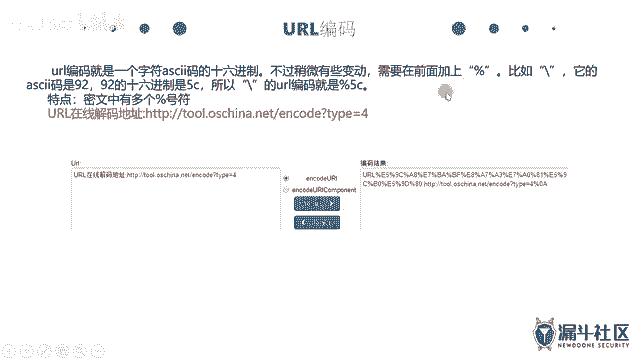 URL编码
url编码就是一个字符ascii码的十六进制。不过稍微有些变动，需要在前面加上“%”。比如“\”，它的
ascii码是92，92的十六进制是5c，所以“\”的url编码就是%5c。
特点：密文中有多个%号符
URL在线解码地址:http://tool.oschina.net/encode?type=4
Url:
URL在线解码地址:http://tool.oschina.net/encode?type=4
encodeURI
encodeURIComponent
编码结果:
URL%E5%9C%A8%E7%BA%BF%E8%A7%A3%E7%A0%81%E5%9
C%B0%E5%9D%80:http://tool.oschina.net/encode?type=4%0A
漏斗社区
NEWDOONE SECURITY